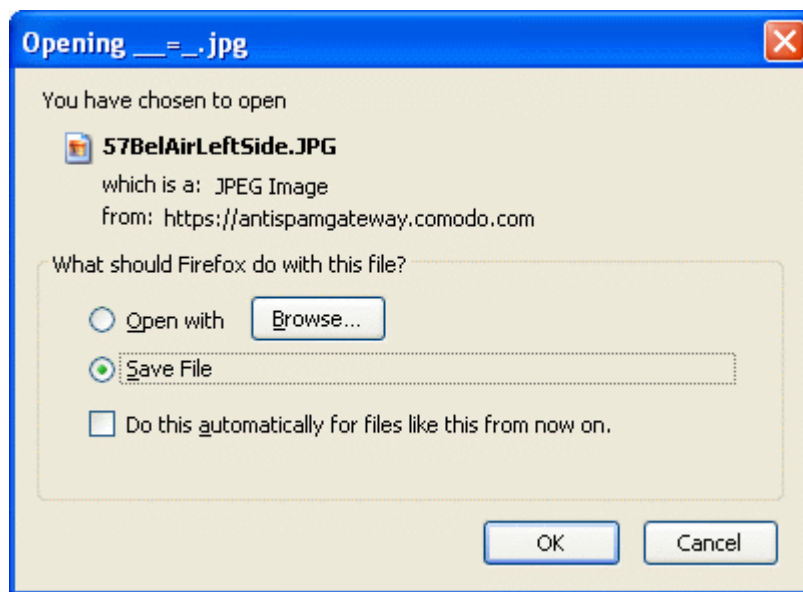 Opening __=_.jpg
You have chosen to open
57BelAirLeftSide.JPG
which is a: JPEG Image
from: https://antispamgateway.comodo.com
What should Firefox do with this file?
Open with Browse...
Save File
Do this automatically for files like this from now on.
OK Cancel